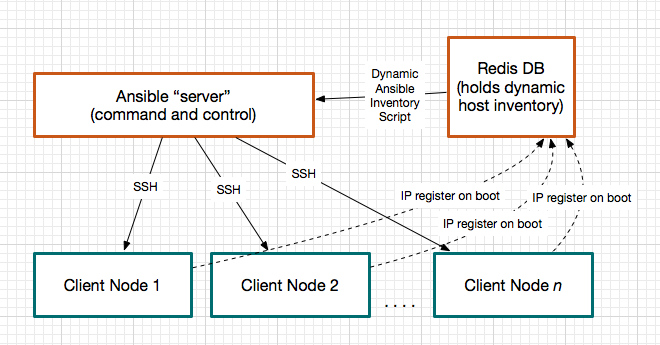 Ansible “server”
(command and control)
Dynamic
Ansible
Inventory
Script
Redis DB
(holds dynamic
host inventory)
SSH
SSH
SSH
IP register on boot
IP register on boot
IP register on boot
Client Node 1
Client Node 2
. . . .
Client Node n